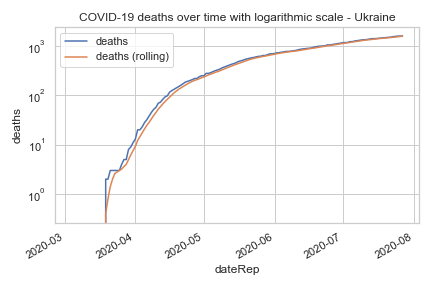 COVID-19 deaths over time with logarithmic scale - Ukraine
deaths
deaths (rolling)
10³
10²
10¹
10⁰
deaths
2020-03
2020-04
2020-05
2020-06
2020-07
2020-08
dateRep